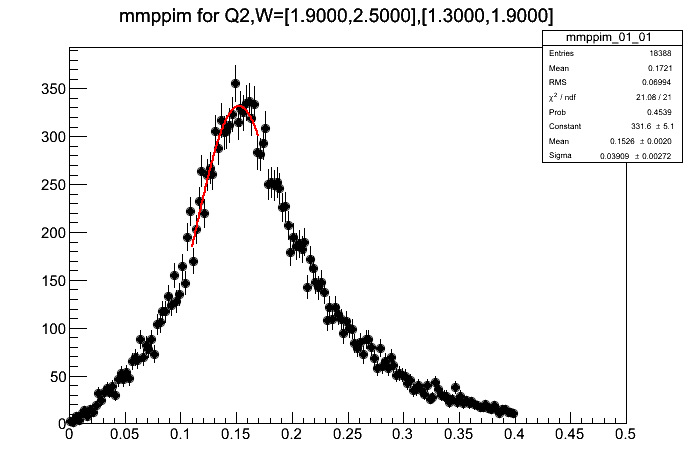 mmppim for Q2,W=[1.9000,2.5000],[1.3000,1.9000]
mmppim_01_01
Entries 18388
Mean 0.1721
RMS 0.06994
χ² / ndf 21.08 / 21
Prob 0.4539
Constant 331.6 ± 5.1
Mean 0.1526 ± 0.0020
Sigma 0.03909 ± 0.00272
350
300
250
200
150
100
50
0
0 0.05 0.1 0.15 0.2 0.25 0.3 0.35 0.4 0.45 0.5